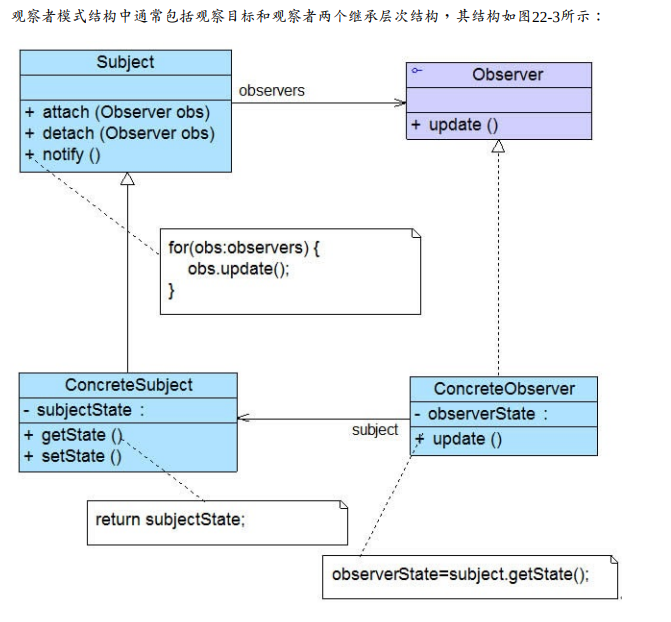 观察者模式结构中通常包括观察目标和观察者两个继承层次结构，其结构如图22-3所示：
Subject
+ attach (Observer obs)
+ detach (Observer obs)
+ notify ()
observers
Observer
+ update ()
for(obs:observers) {
obs.update();
}
ConcreteSubject
- subjectState :
+ getState ()
+ setState ()
subject
ConcreteObserver
- observerState :
+ update ()
return subjectState;
observerState=subject.getState();